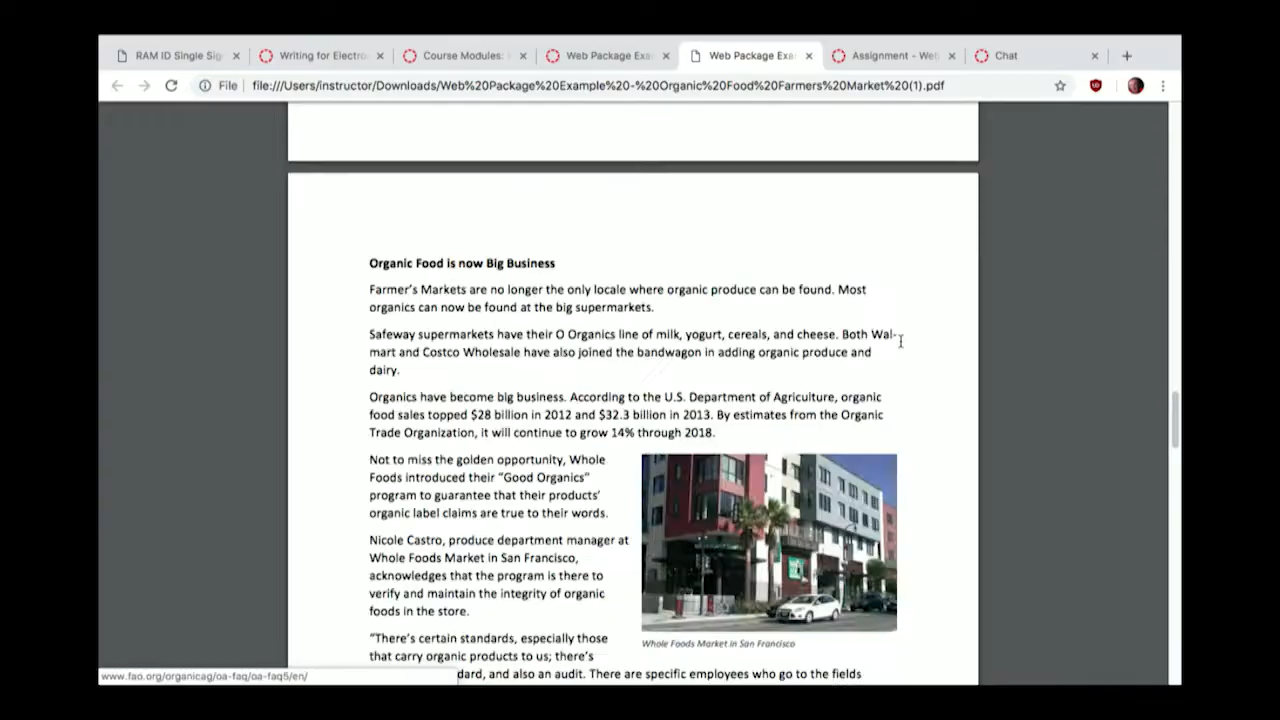 RAM ID Single Sig
Writing for Electro
Course Modules:
Web Package Exa
Web Package Exa
Assignment - Web
Chat
File
file:///Users/instructor/Downloads/Web%20Package%20Example%20-%20Organic%20Food%20Farmers%20Market%20(1).pdf
Organic Food is now Big Business
Farmer's Markets are no longer the only locale where organic produce can be found. Most
organics can now be found at the big supermarkets.
Safeway supermarkets have their O Organics line of milk, yogurt, cereals, and cheese. Both Wal-
mart and Costco Wholesale have also joined the bandwagon in adding organic produce and
dairy.
Organics have become big business. According to the U.S. Department of Agriculture, organic
food sales topped $28 billion in 2012 and $32.3 billion in 2013. By estimates from the Organic
Trade Organization, it will continue to grow 14% through 2018.
Not to miss the golden opportunity, Whole
Foods introduced their “Good Organics”
program to guarantee that their products’
organic label claims are true to their words.
Nicole Castro, produce department manager at
Whole Foods Market in San Francisco,
acknowledges that the program is there to
verify and maintain the integrity of organic
foods in the store.
“There’s certain standards, especially those
that carry organic products to us; there’s
Whole Foods Market in San Francisco
dard, and also an audit. There are specific employees who go to the fields
www.fao.org/organicag/oa-faq/oa-faq5/en/